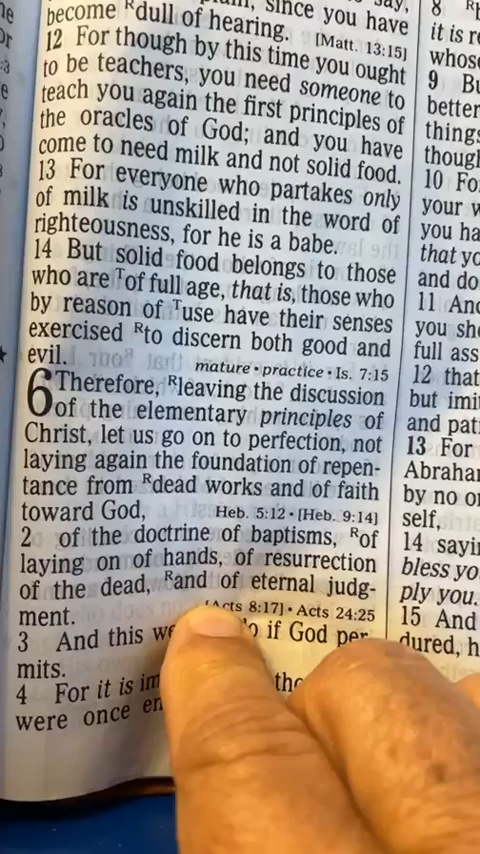 say,
since you have
become Rdull of hearing. [Matt. 13:15]
12 For though by this time you ought
to be teachers, you need someone to
teach you again the first principles of
the oracles of God; and you have
come to need milk and not solid food.
13 For everyone who partakes only
of milk is unskilled in the word of
righteousness, for he is a babe.
14 But solid food belongs to those
who are Tof full age, that is, those who
by reason of Tuse have their senses
exercised Rto discern both good and
evil.
mature • practice • Is. 7:15
6 Therefore, Rleaving the discussion
of the elementary principles of
Christ, let us go on to perfection, not
laying again the foundation of repen-
tance from Rdead works and of faith
toward God, Heb. 5:12 • [Heb. 9:14]
2 of the doctrine of baptisms, Rof
laying on of hands, of resurrection
of the dead, Rand of eternal judg-
ment. [Acts 8:17] • Acts 24:25
3 And this we do if God per-
mits.
4 For it is im
were once en
8
it is re
whose
9 Bu
better
things
though
10 Fo
your w
you ha
that yo
and do
11 And
you sh
full ass
12 that
but imi
and pat
13 For
Abraha
by no o
self,
14 sayi
bless yo
ply you.
15 And
dured, h